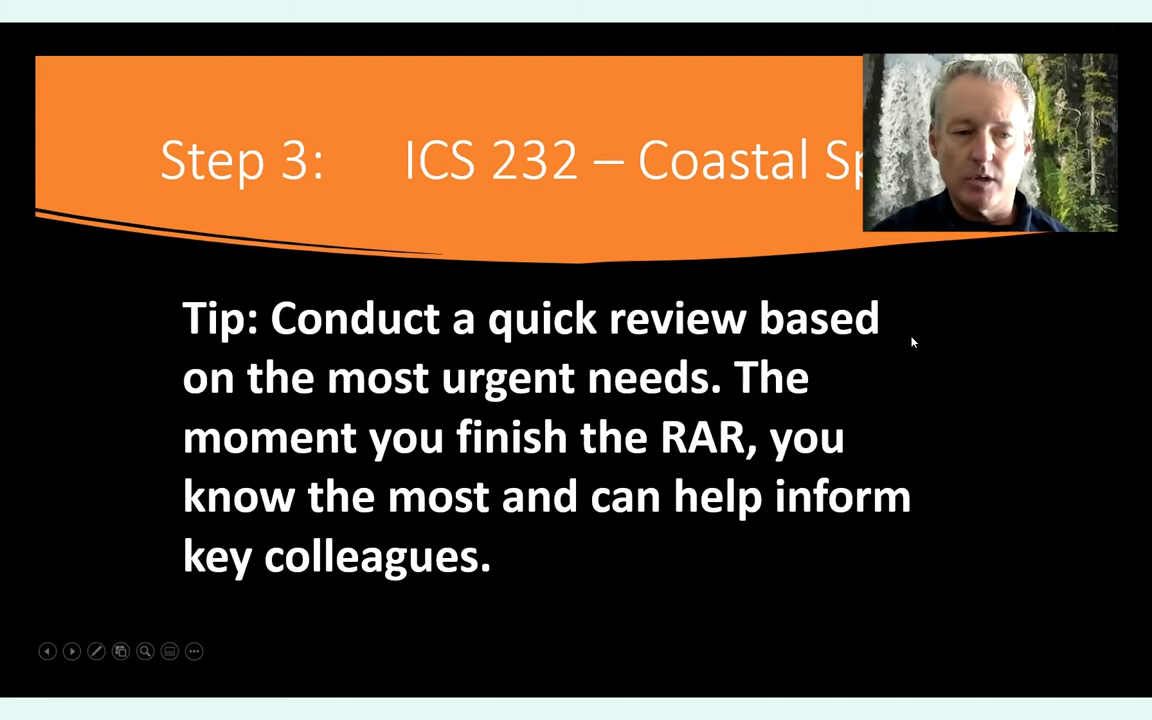 Step 3: ICS 232 – Coastal
Tip: Conduct a quick review based
on the most urgent needs. The
moment you finish the RAR, you
know the most and can help inform
key colleagues.